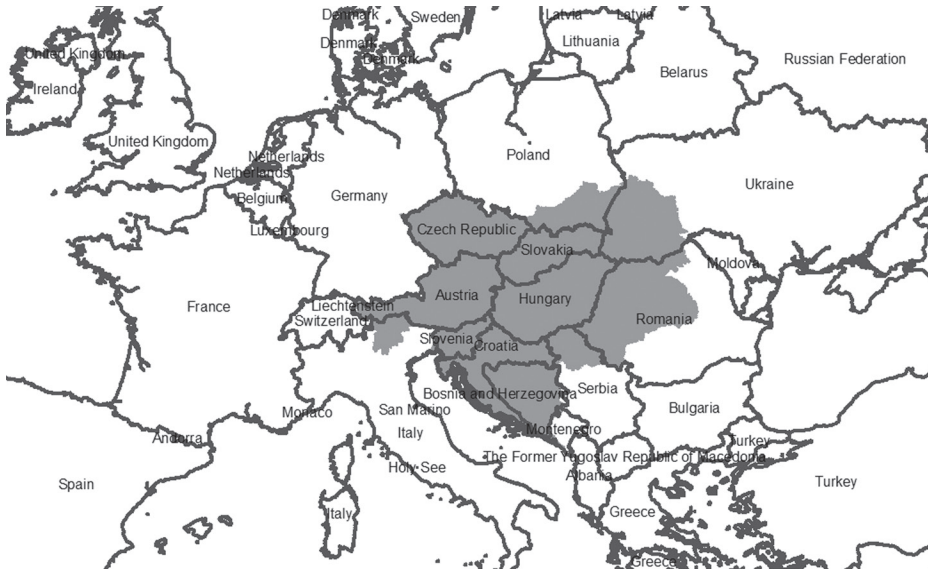 Denmark
Sweden
Latvia
Latvia
Denmark
Lithuania
United Kingdom
Denmark
Russian Federation
Belarus
Ireland
United Kingdom
Poland
Netherlands
Netherlands
Ukraine
Belgium
Germany
Luxembourg
Czech Republic
Slovakia
Moldova
Austria
Hungary
France
Liechtenstein
Switzerland
Romania
Slovenia
Croatia
Bosnia and Herzegovina
Serbia
Monaco
San Marino
Bulgaria
Italy
Montenegro
Andorra
Turkey
The Former Yugoslav Republic of Macedonia
Holy See
Albania
Spain
Turkey
Italy
Greece
Greece